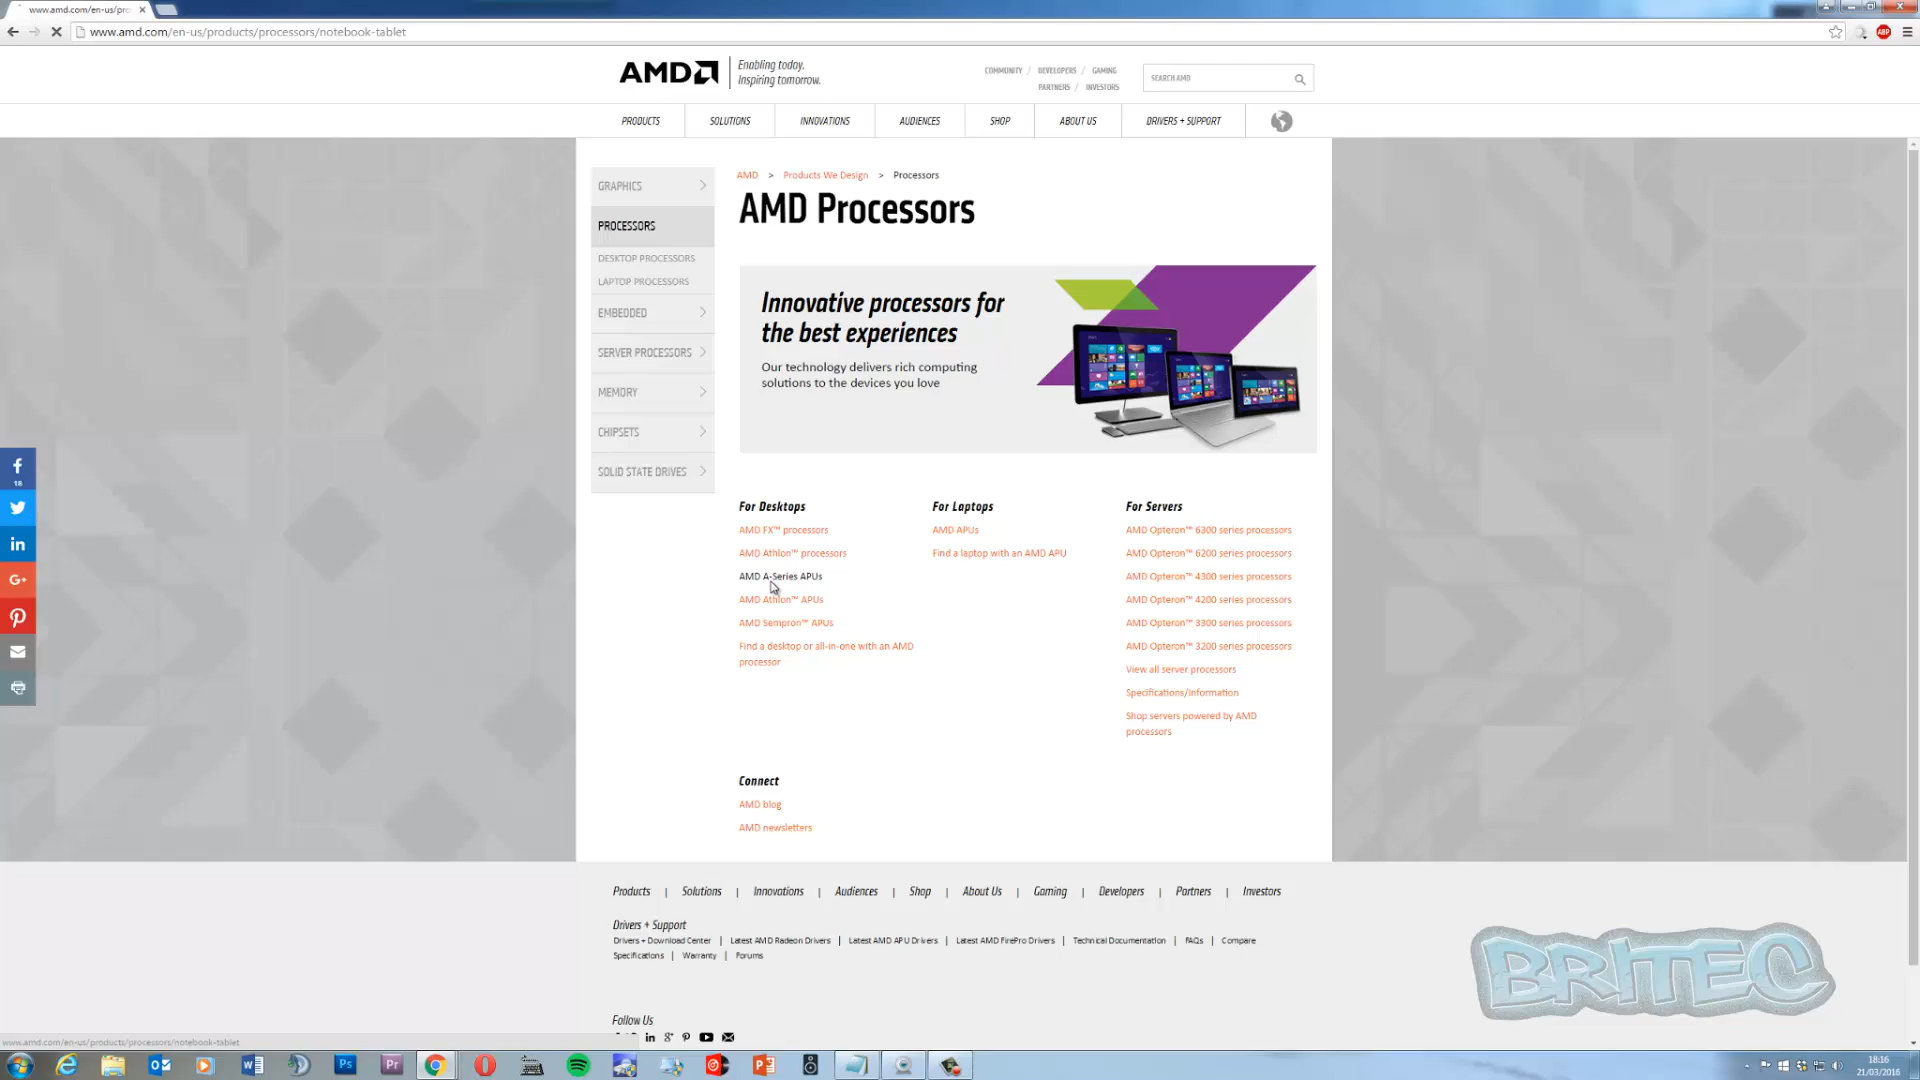 www.amd.com/en-us/pro
www.amd.com/en-us/products/processors/notebook-tablet
ABP
AMD
Enabling today.
Inspiring tomorrow.
COMMUNITY / DEVELOPERS / GAMING
PARTNERS / INVESTORS
SEARCH AMD
PRODUCTS
SOLUTIONS
INNOVATIONS
AUDIENCES
SHOP
ABOUT US
DRIVERS + SUPPORT
GRAPHICS
PROCESSORS
DESKTOP PROCESSORS
LAPTOP PROCESSORS
EMBEDDED
SERVER PROCESSORS
MEMORY
CHIPSETS
SOLID STATE DRIVES
AMD > Products We Design > Processors
AMD Processors
Innovative processors for
the best experiences
Our technology delivers rich computing
solutions to the devices you love
18
For Desktops
AMD FX™ processors
AMD Athlon™ processors
AMD A-Series APUs
AMD Athlon™ APUs
AMD Sempron™ APUs
Find a desktop or all-in-one with an AMD
processor
For Laptops
AMD APUs
Find a laptop with an AMD APU
For Servers
AMD Opteron™ 6300 series processors
AMD Opteron™ 6200 series processors
AMD Opteron™ 4300 series processors
AMD Opteron™ 4200 series processors
AMD Opteron™ 3300 series processors
AMD Opteron™ 3200 series processors
View all server processors
Specifications/Information
Shop servers powered by AMD
processors
Connect
AMD blog
AMD newsletters
Products | Solutions | Innovations | Audiences | Shop | About Us | Gaming | Developers | Partners | Investors
Drivers + Support
Drivers + Download Center | Latest AMD Radeon Drivers | Latest AMD APU Drivers | Latest AMD FirePro Drivers | Technical Documentation | FAQs | Compare
Specifications | Warranty | Forums
Follow Us
BRITEC
www.amd.com/en-us/products/processors/notebook-tablet
18:16
21/03/2016